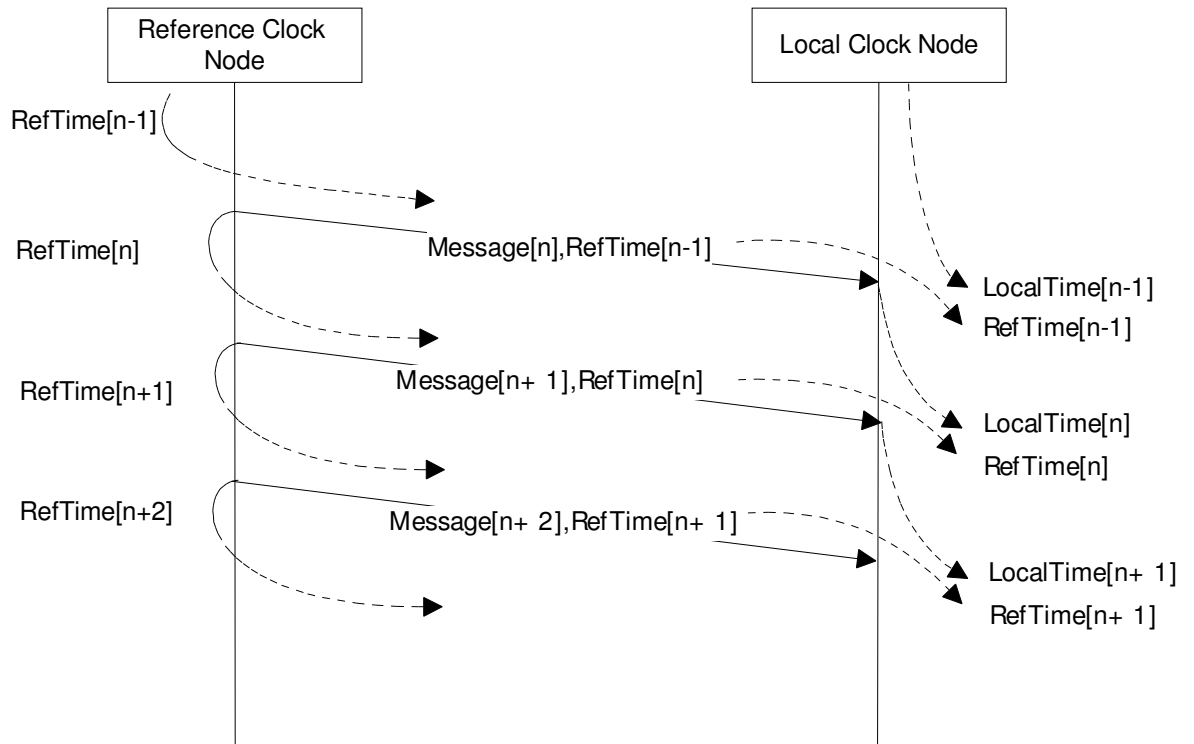 Reference Clock
Node
Local Clock Node
RefTime[n-1]
RefTime[n]
Message[n],RefTime[n-1]
LocalTime[n-1]
RefTime[n-1]
RefTime[n+1]
Message[n+ 1],RefTime[n]
LocalTime[n]
RefTime[n]
RefTime[n+2]
Message[n+ 2],RefTime[n+ 1]
LocalTime[n+ 1]
RefTime[n+ 1]